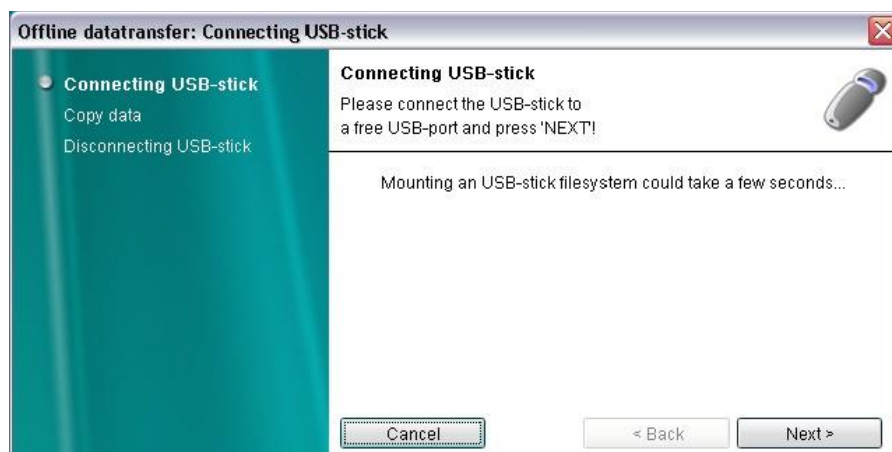 Offline datatransfer: Connecting USB-stick
Connecting USB-stick
Copy data
Disconnecting USB-stick
Connecting USB-stick
Please connect the USB-stick to
a free USB-port and press 'NEXT'!
Mounting an USB-stick filesystem could take a few seconds...
Cancel
< Back
Next >